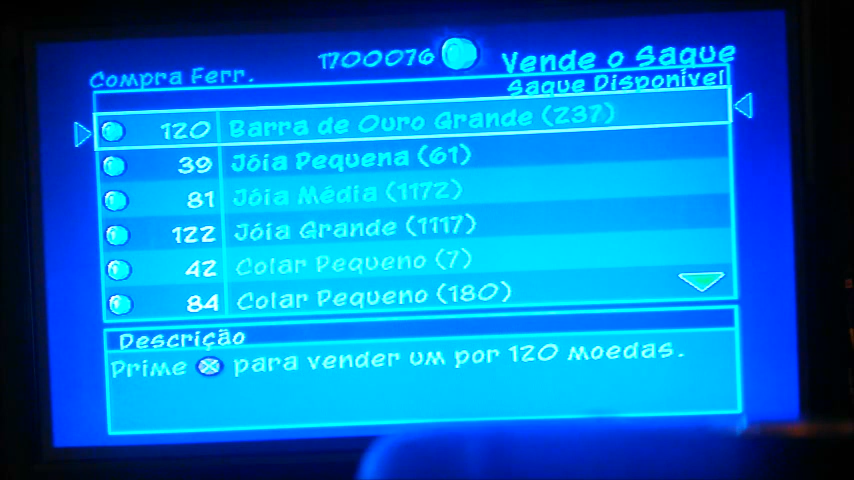 Compra Ferr. 1700076 Vende o Saque
Saque Disponível
120 Barra de Ouro Grande (237)
39 Jóia Pequena (61)
81 Jóia Média (1172)
122 Jóia Grande (1117)
42 Colar Pequeno (7)
84 Colar Pequeno (180)
Descrição
Prime para vender um por 120 moedas.